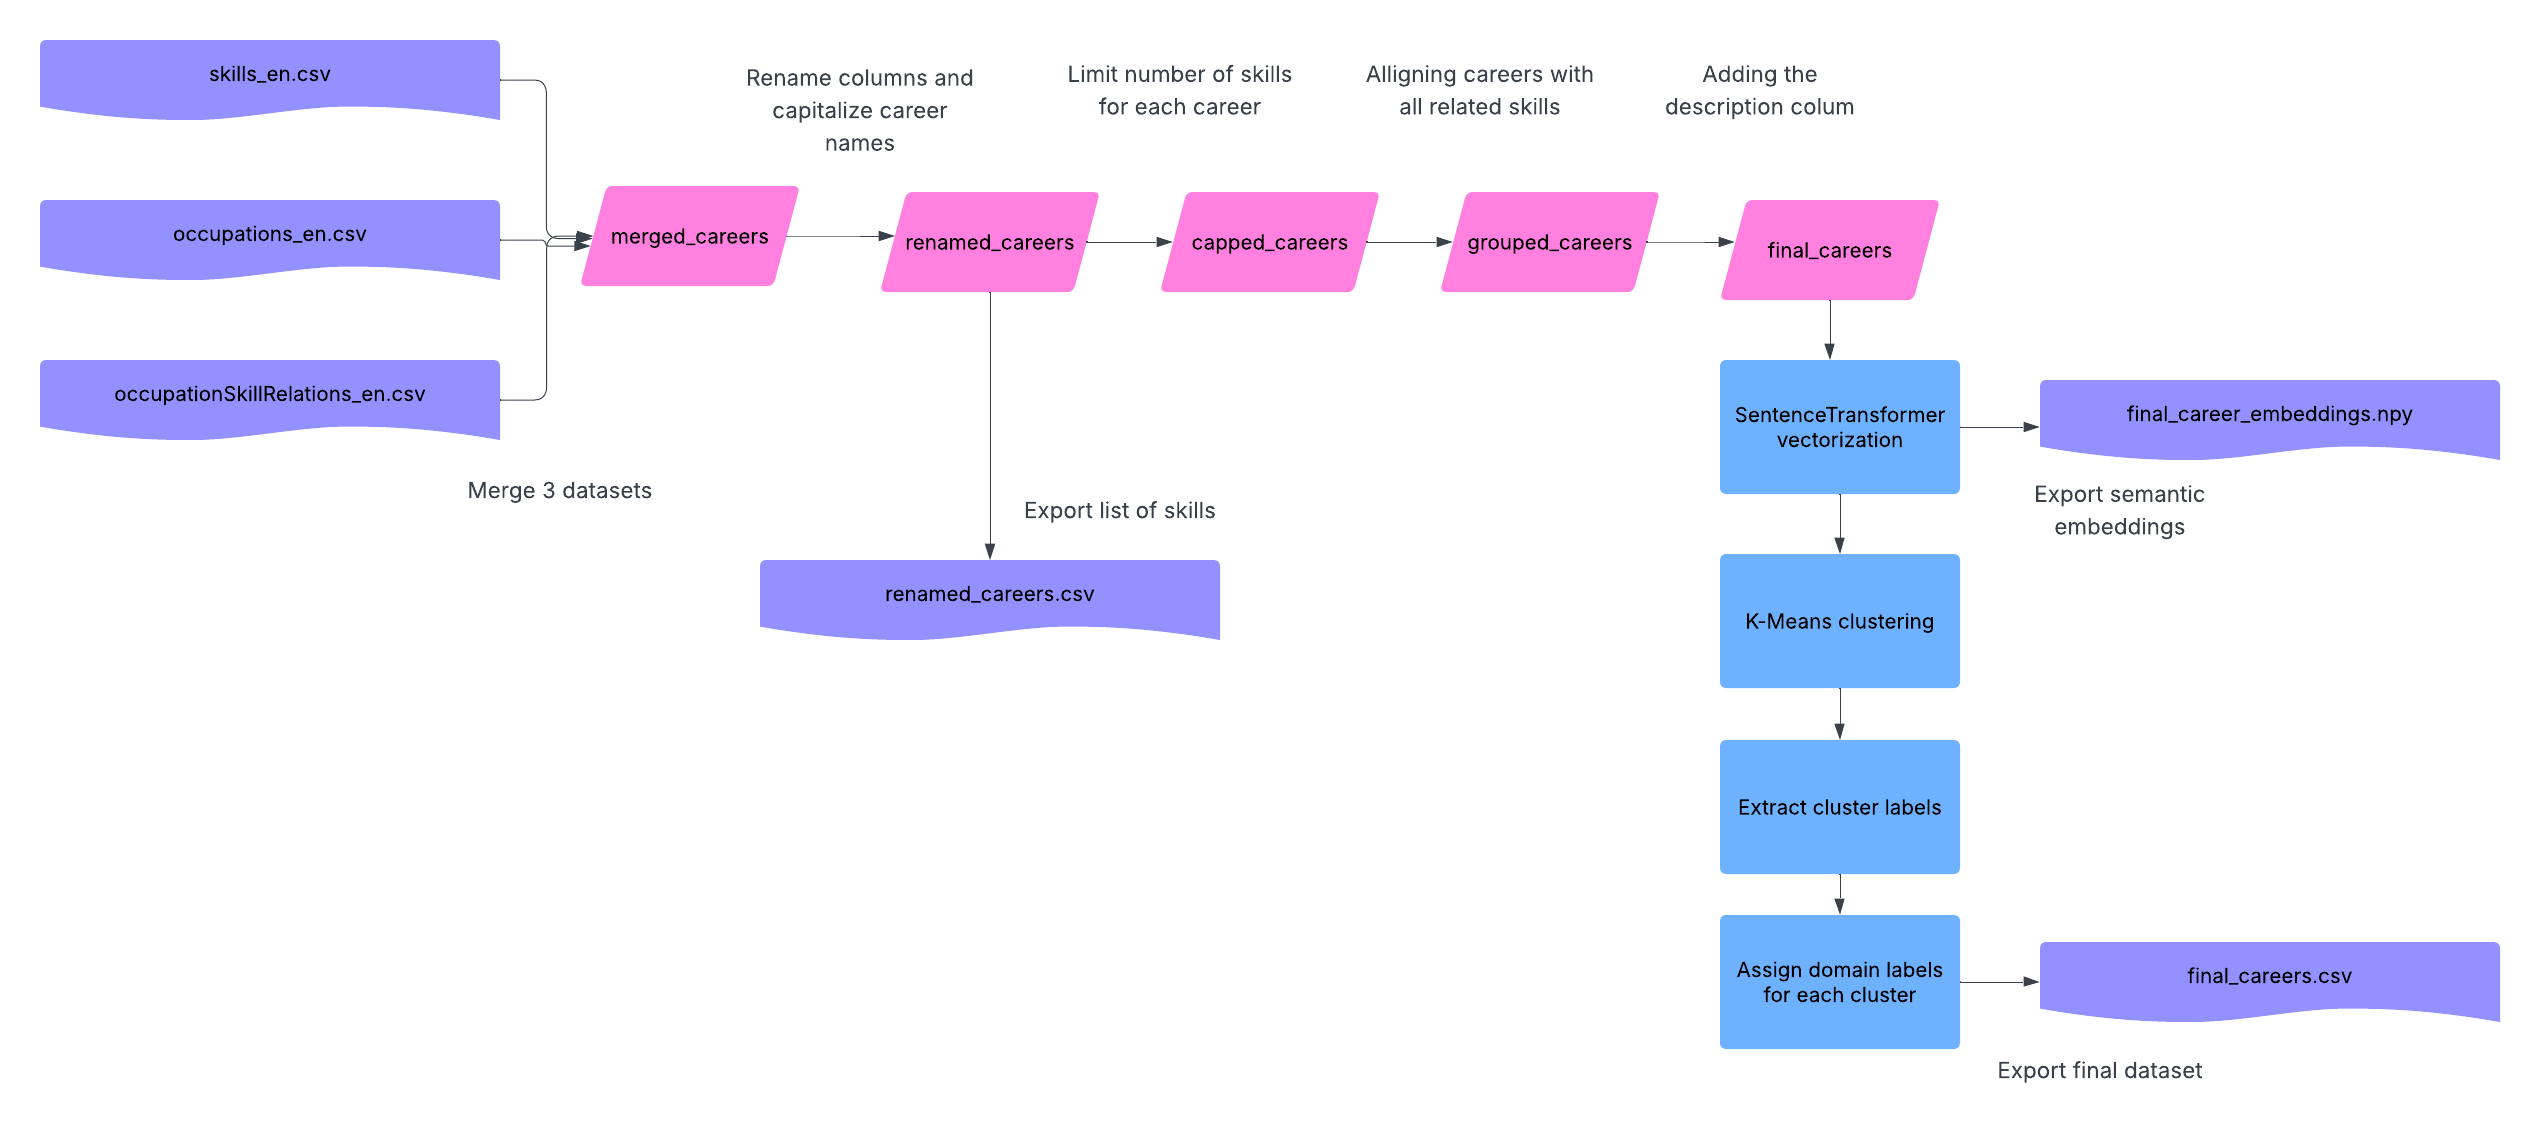 skills_en.csv
Rename columns and
capitalize career
names
Limit number of skills
for each career
Alligning careers with
all related skills
Adding the
description colum
occupations_en.csv
merged_careers
renamed_careers
capped_careers
grouped_careers
final_careers
occupationSkillRelations_en.csv
SentenceTransformer
vectorization
final_career_embeddings.npy
Merge 3 datasets
Export list of skills
Export semantic
embeddings
renamed_careers.csv
K-Means clustering
Extract cluster labels
Assign domain labels
for each cluster
final_careers.csv
Export final dataset